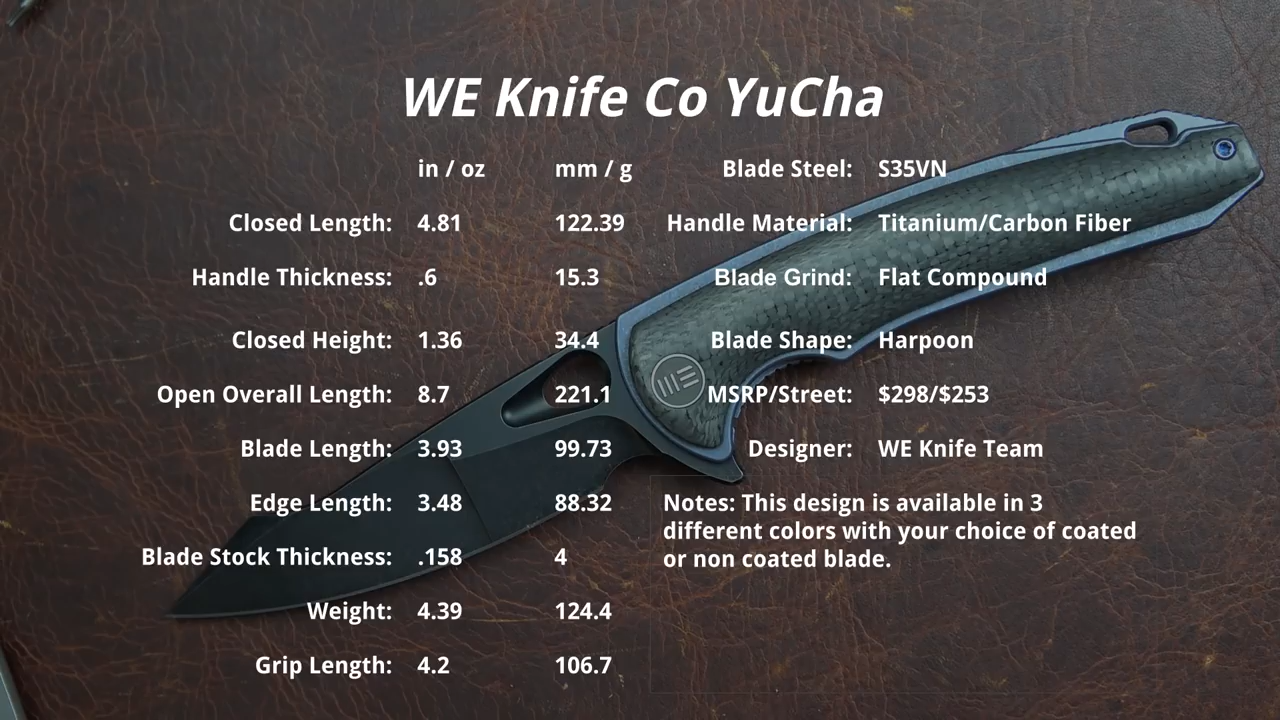 WE Knife Co YuCha
in / oz mm / g
Closed Length: 4.81 122.39
Handle Thickness: .6 15.3
Closed Height: 1.36 34.4
Open Overall Length: 8.7 221.1
Blade Length: 3.93 99.73
Edge Length: 3.48 88.32
Blade Stock Thickness: .158 4
Weight: 4.39 124.4
Grip Length: 4.2 106.7
Blade Steel: S35VN
Handle Material: Titanium/Carbon Fiber
Blade Grind: Flat Compound
Blade Shape: Harpoon
MSRP/Street: $298/$253
Designer: WE Knife Team
Notes: This design is available in 3
different colors with your choice of coated
or non coated blade.
WE